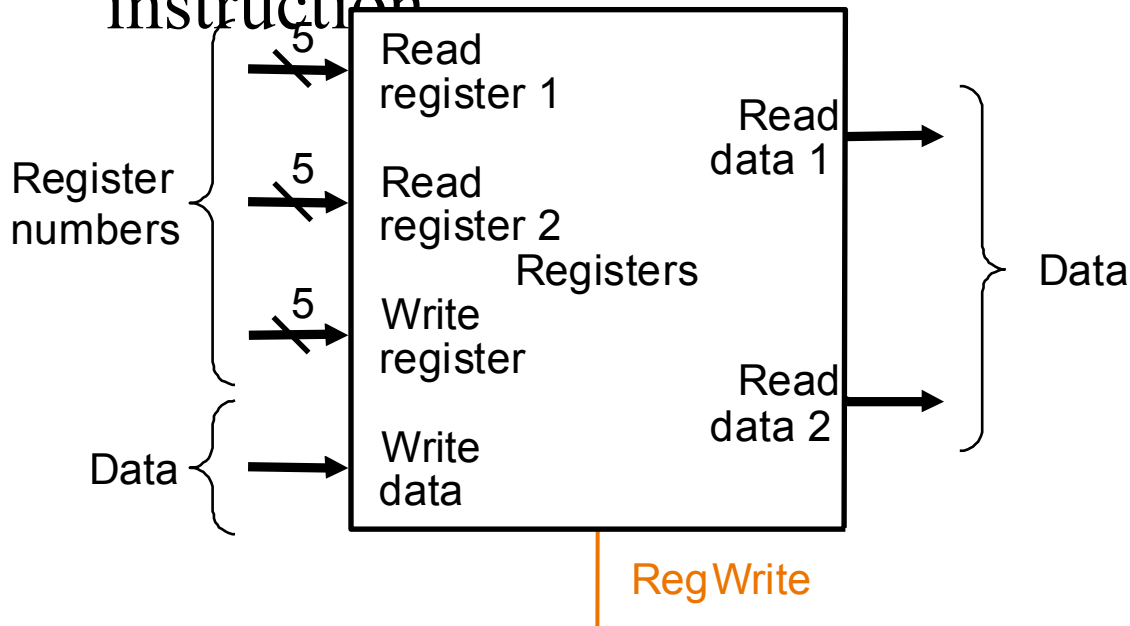 instruction
5
Read
register 1
5
Read
register 2
5
Write
register
Write
data
Register
numbers
Data
Registers
Read
data 1
Read
data 2
Data
RegWrite